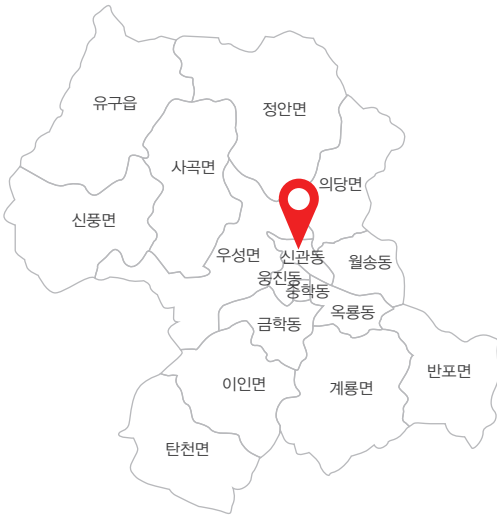 유구읍
정안면
사곡면
의당면
신풍면
우성면
신관동
월송동
웅진동
중학동
옥룡동
금학동
반포면
이인면
계룡면
탄천면